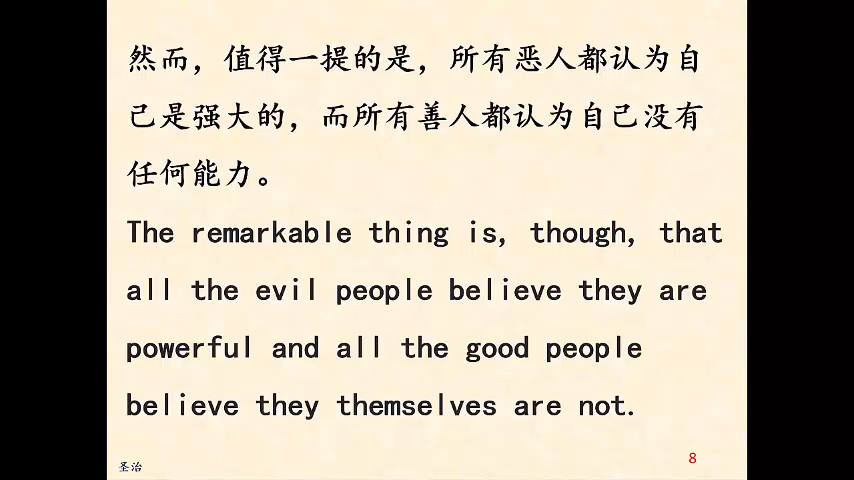 然而，值得一提的是，所有恶人都认为自
己是强大的，而所有善人都认为自己没有
任何能力。
The remarkable thing is, though, that
all the evil people believe they are
powerful and all the good people
believe they themselves are not.
圣治
8